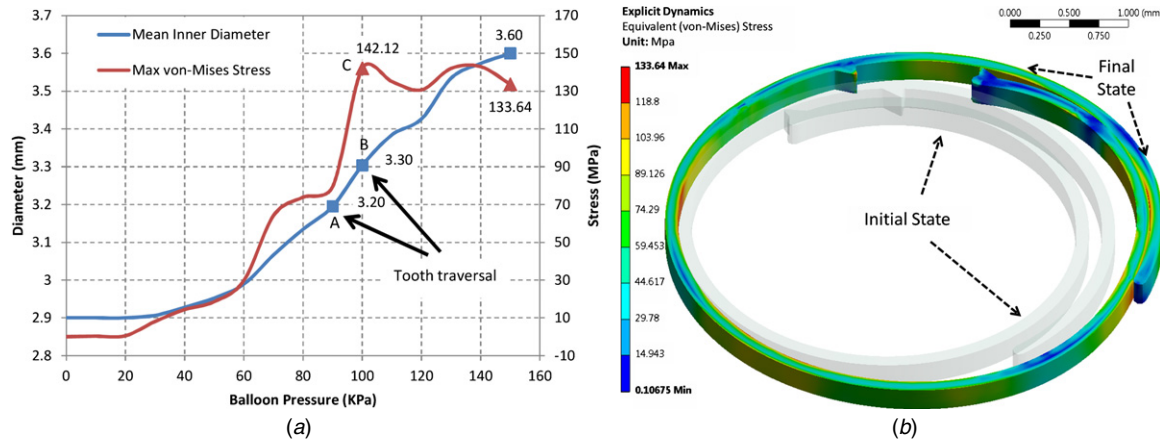 Mean Inner Diameter
Max von-Mises Stress
142.12
C
3.60
133.64
B
3.30
3.20
A
Tooth traversal
3.7
3.6
3.5
3.4
3.3
3.2
3.1
3
2.9
2.8
Diameter (mm)
170
150
130
110
90
70
50
30
10
-10
Stress (MPa)
0 20 40 60 80 100 120 140 160
Balloon Pressure (KPa)
(a)
Explicit Dynamics
Equivalent (von-Mises) Stress
Unit: Mpa
133.64 Max
118.8
103.96
89.126
74.29
59.453
44.617
29.78
14.943
0.10675 Min
0.000 0.500 1.000 (mm)
0.250 0.750
Final
State
Initial State
(b)